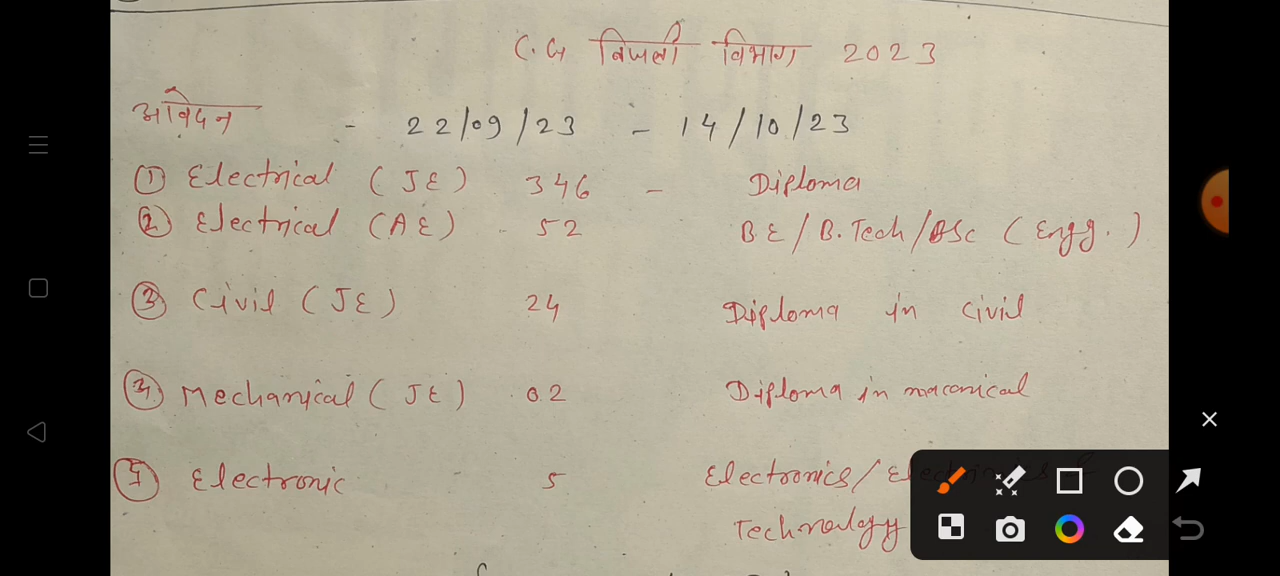 C.G बिजली विभाग 2023
आवेदन - 22/09/23 - 14/10/23
① Electrical (JE) 346 - Diploma
② Electrical (AE) - 52 BE / B.Tech / BSc (Engg.)
③ Civil (JE) 24 Diploma in civil
④ Mechanical (JE) 02 Diploma in macanical
⑤ Electronic - 5 Electronics /
Technology